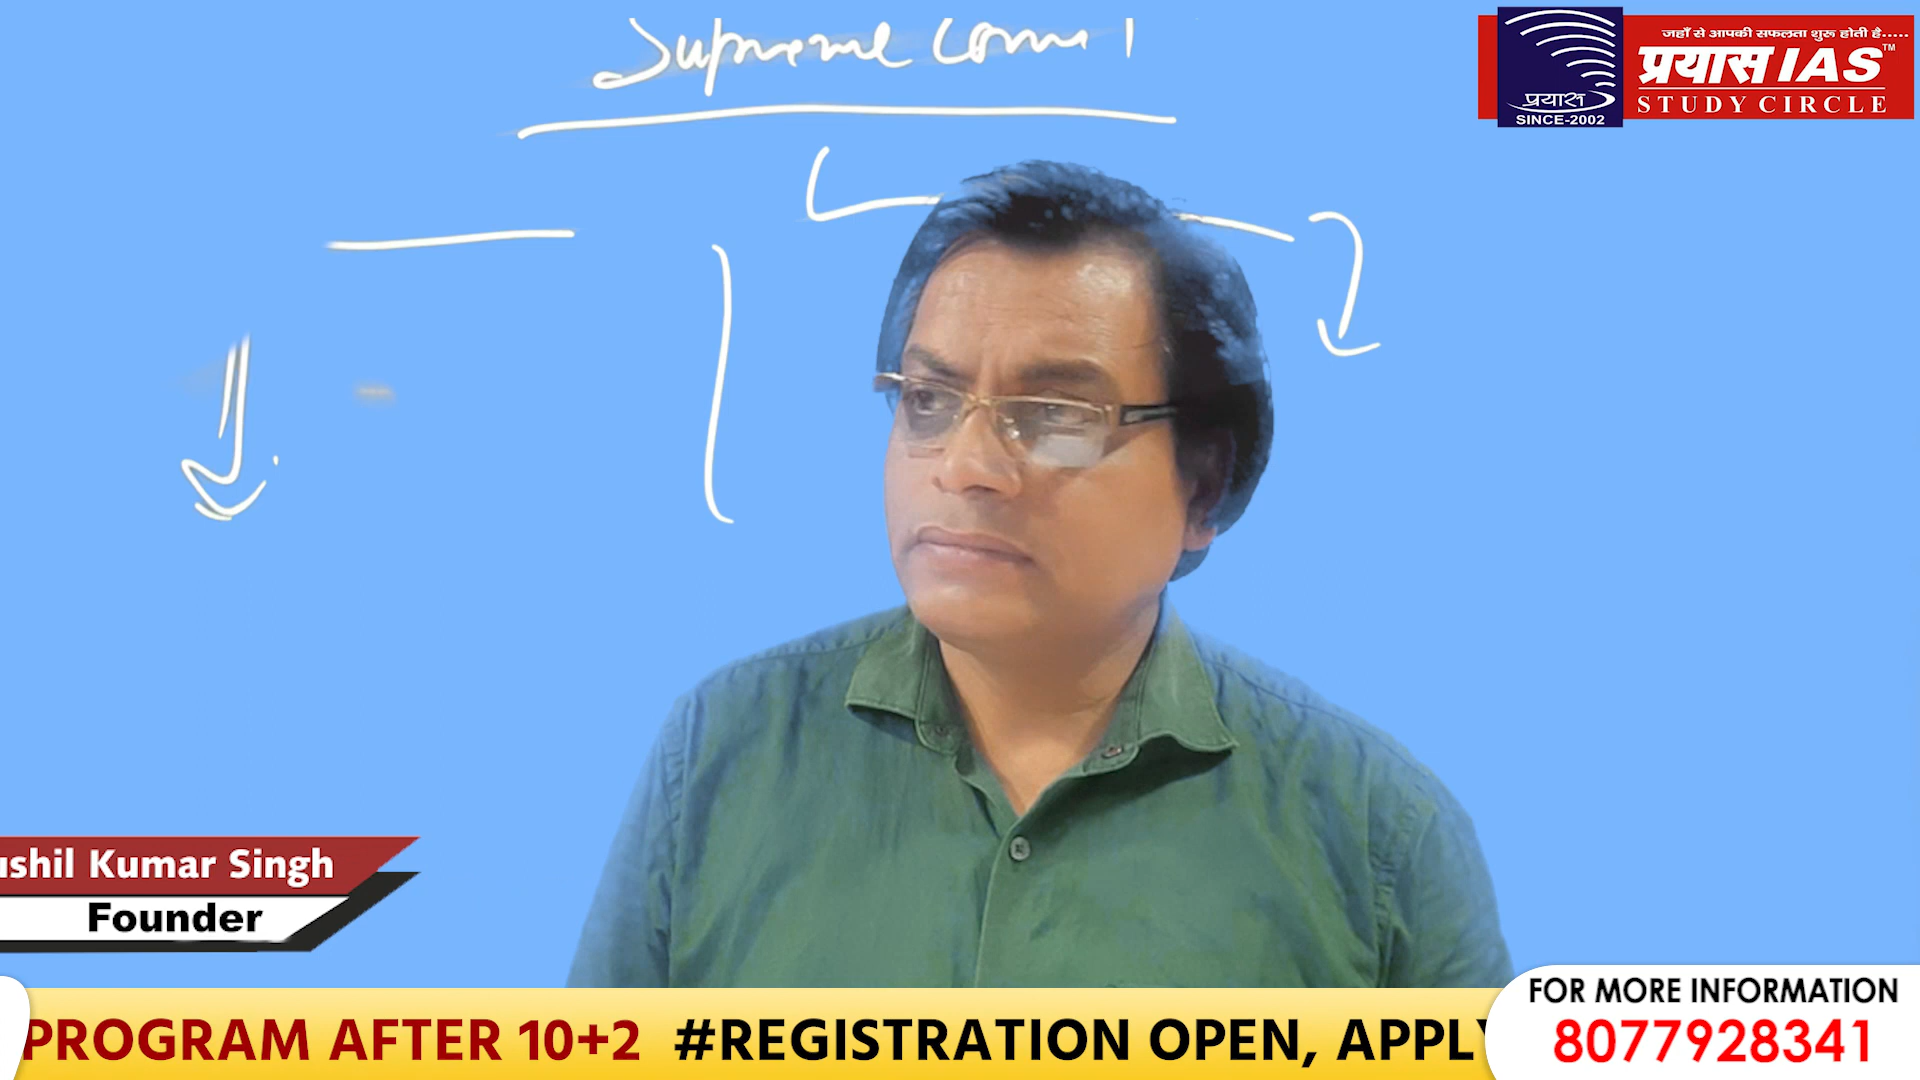 Supreme Court
जहाँ से आपकी सफलता शुरू होती है.....
प्रयास IAS™
STUDY CIRCLE
प्रयास
SINCE-2002
ushil Kumar Singh
Founder
PROGRAM AFTER 10+2 #REGISTRATION OPEN, APPLY
FOR MORE INFORMATION
8077928341